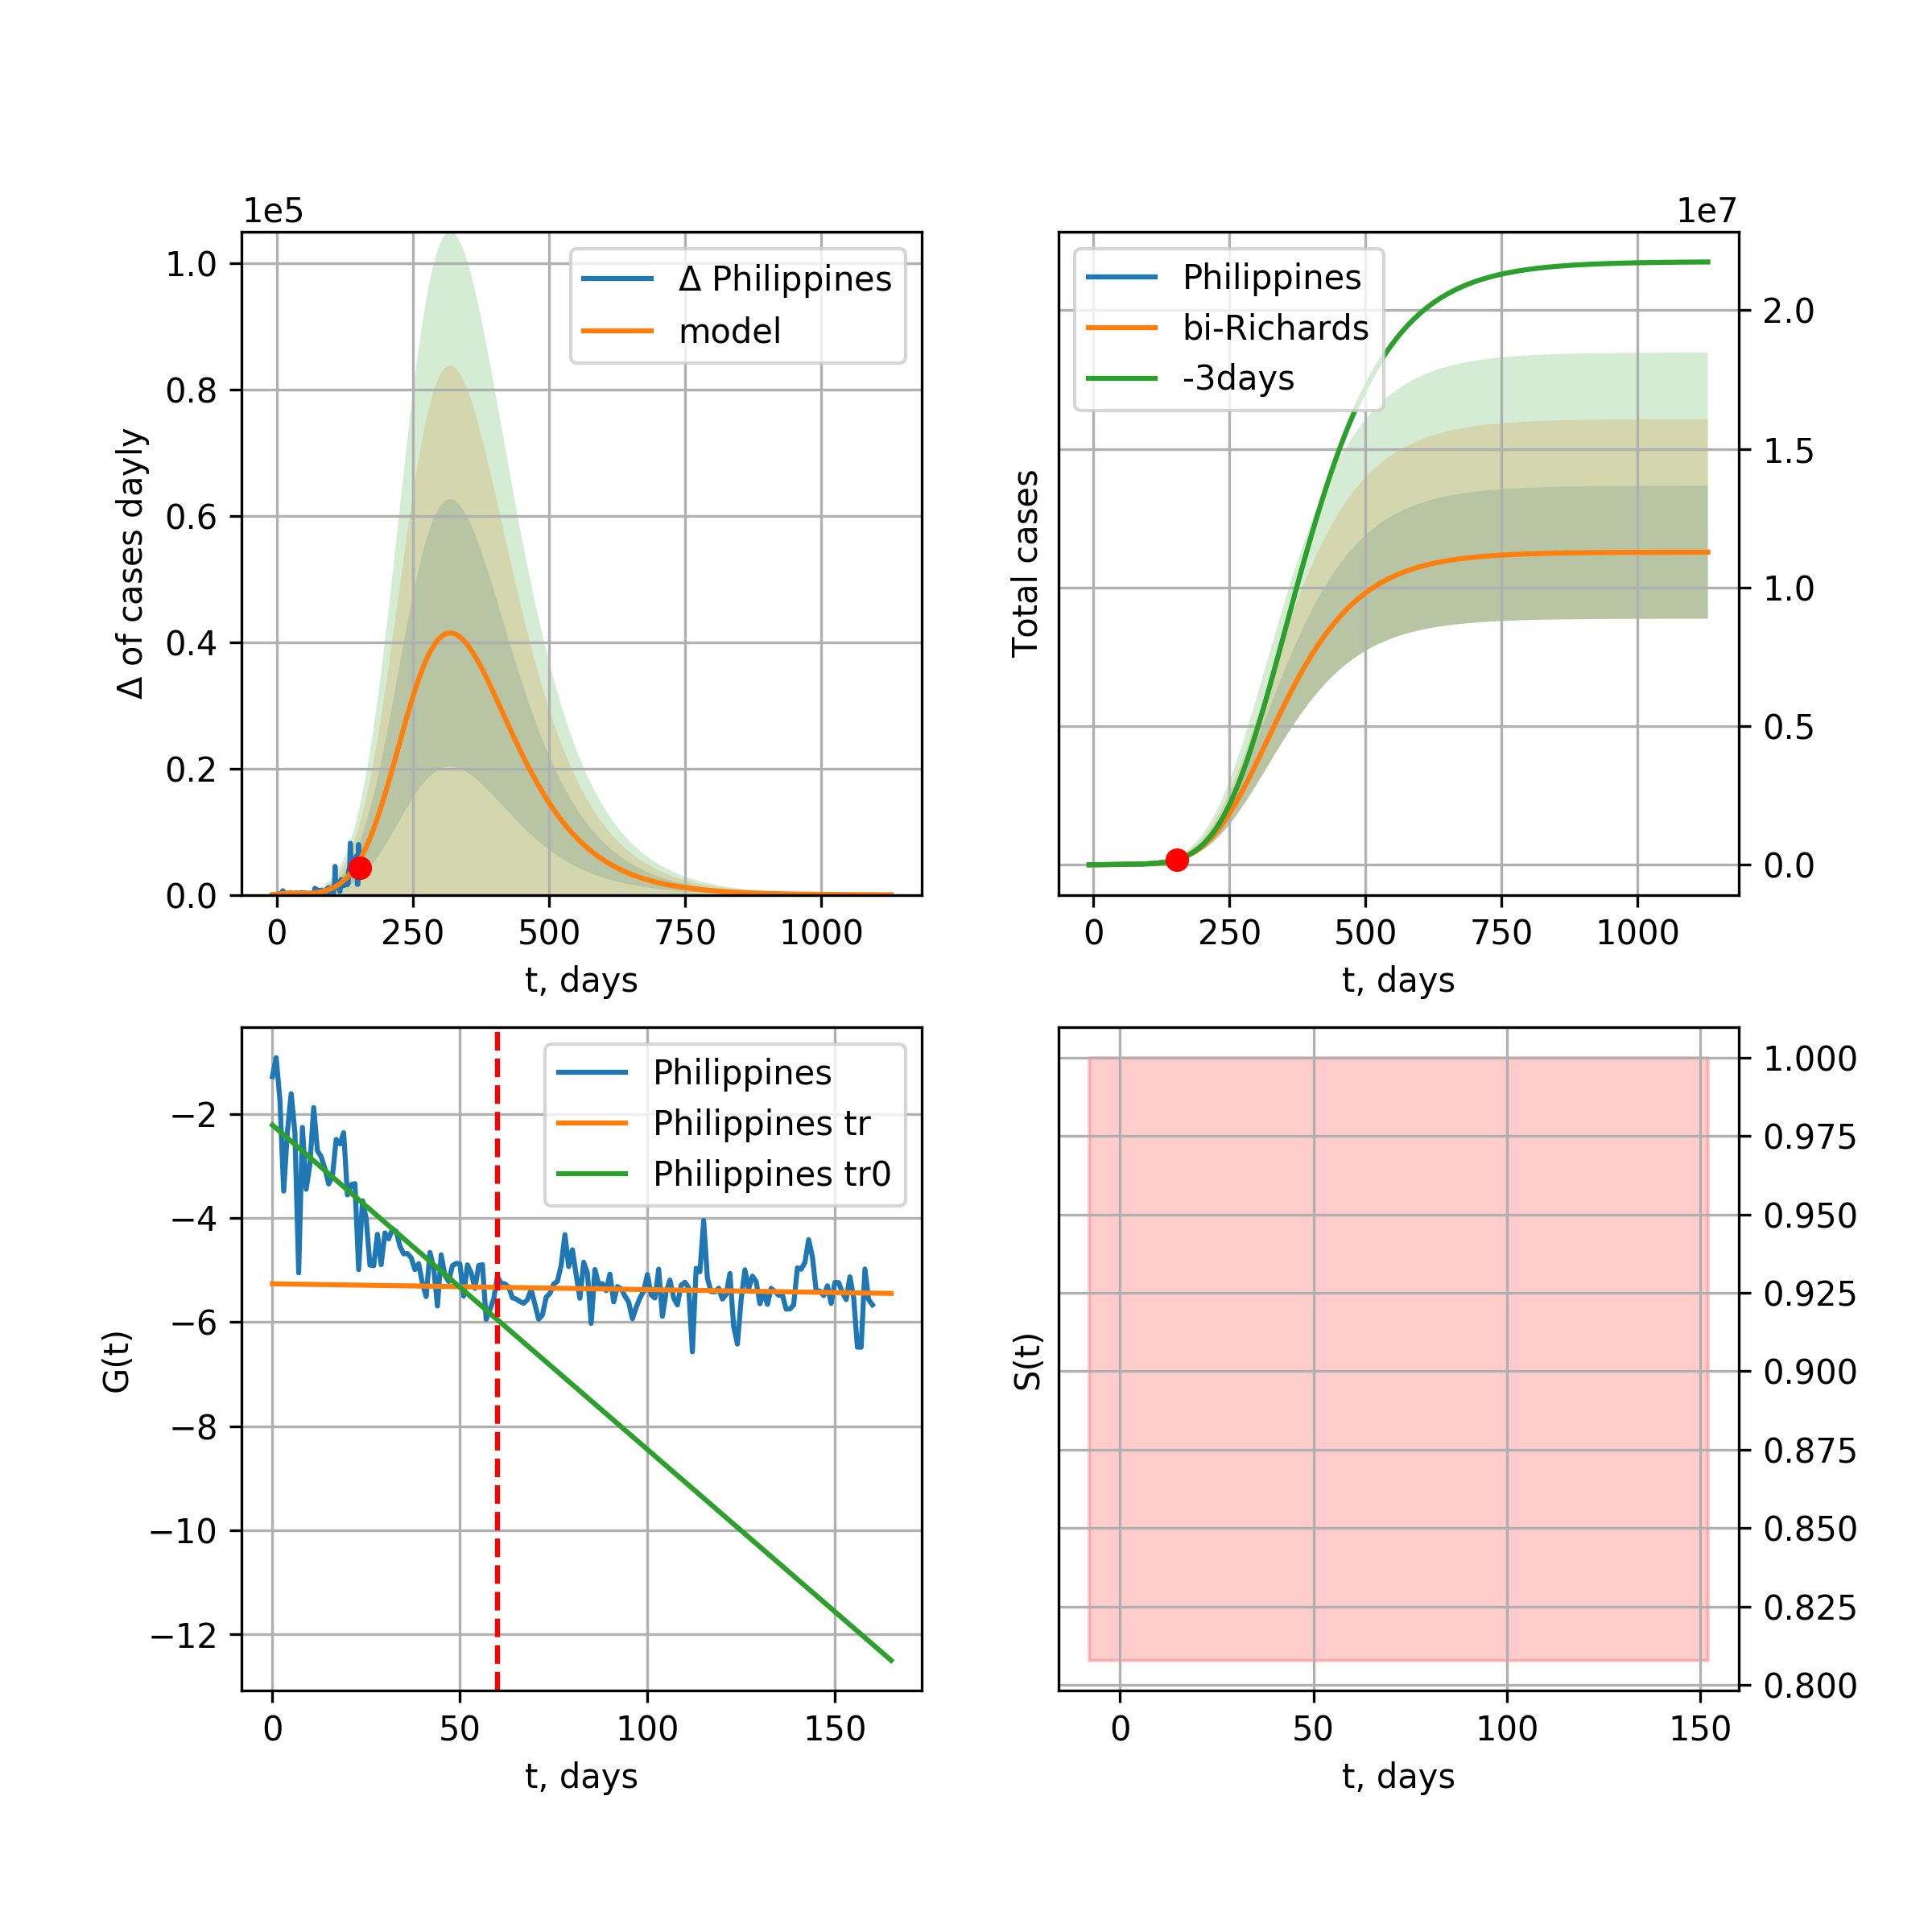 1e5
1.0
0.8
0.6
0.4
0.2
0.0
Δ of cases dayly
Δ Philippines
model
0 250 500 750 1000
t, days
1e7
Philippines
bi-Richards
-3days
2.0
1.5
1.0
0.5
0.0
Total cases
0 250 500 750 1000
t, days
−2
−4
−6
−8
−10
−12
G(t)
Philippines
Philippines tr
Philippines tr0
0 50 100 150
t, days
1.000
0.975
0.950
0.925
0.900
0.875
0.850
0.825
0.800
S(t)
0 50 100 150
t, days